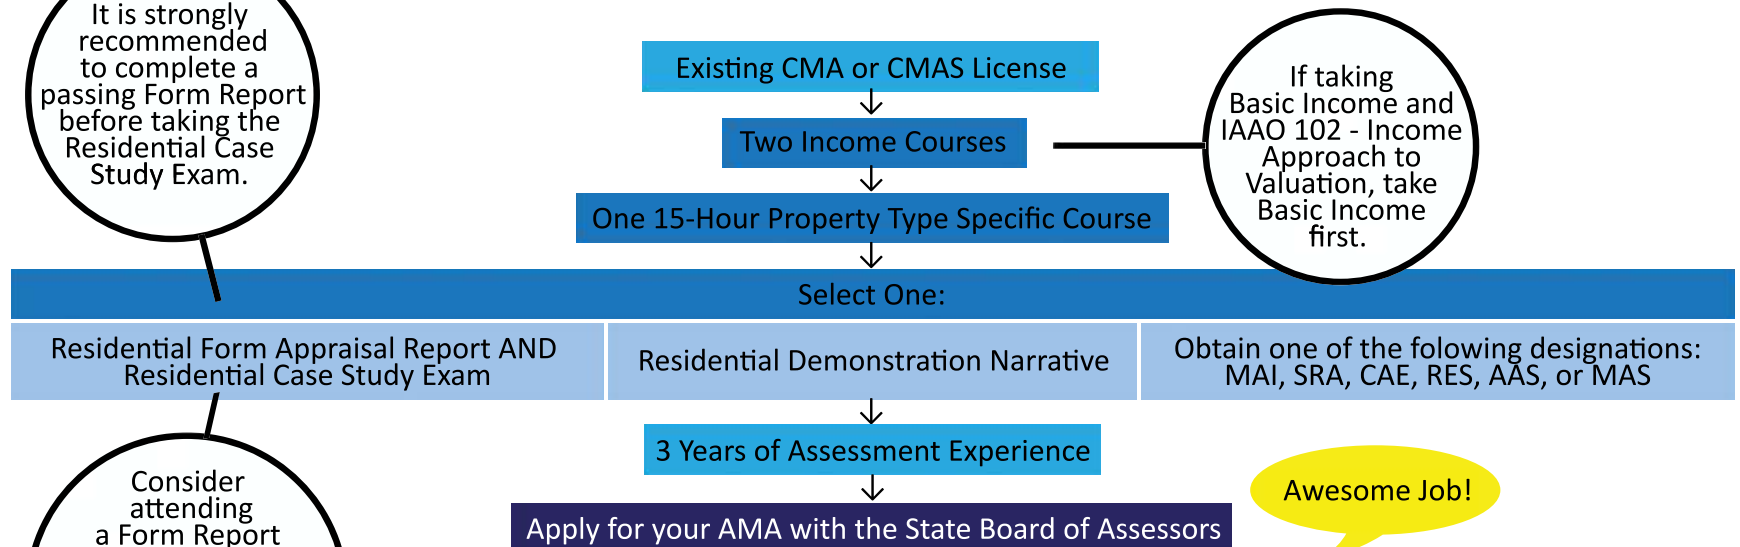 It is strongly
recommended
to complete a
passing Form Report
before taking the
Residential Case
Study Exam.
Existing CMA or CMAS License
Two Income Courses
If taking
Basic Income and
IAAO 102 - Income
Approach to
Valuation, take
Basic Income
first.
One 15-Hour Property Type Specific Course
Select One:
Residential Form Appraisal Report AND
Residential Case Study Exam
Residential Demonstration Narrative
Obtain one of the folowing designations:
MAI, SRA, CAE, RES, AAS, or MAS
3 Years of Assessment Experience
Consider
attending
a Form Report
Awesome Job!
Apply for your AMA with the State Board of Assessors